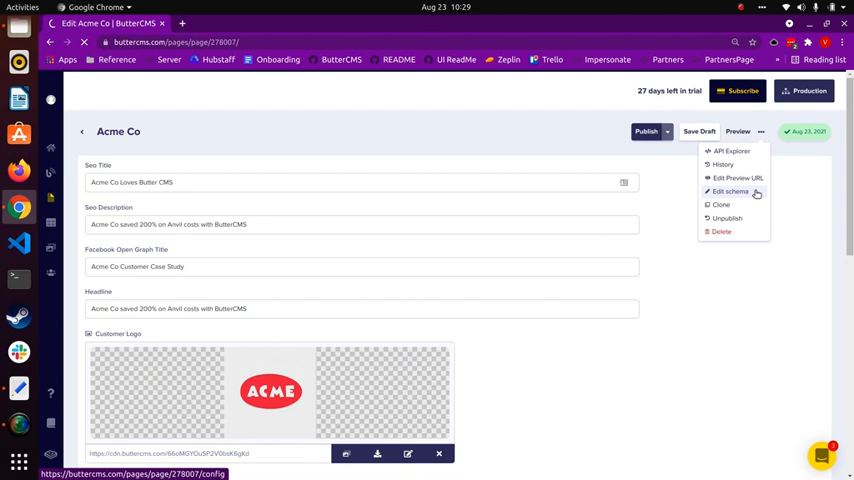 Activities
Google Chrome
Aug 23 10:29
Edit Acme Co | ButterCMS
buttercms.com/pages/page/278007/
Apps
Reference
Server
Hubstaff
Onboarding
ButterCMS
README
UI ReadMe
Zeplin
Trello
Impersonate
Partners
PartnersPage
»
Reading list
27 days left in trial
Subscribe
Production
Acme Co
Publish
Save Draft
Preview
Aug 23, 2021
API Explorer
History
Edit Preview URL
Edit schema
Clone
Unpublish
Delete
Seo Title
Acme Co Loves Butter CMS
Seo Description
Acme Co saved 200% on Anvil costs with ButterCMS
Facebook Open Graph Title
Acme Co Customer Case Study
Headline
Acme Co saved 200% on Anvil costs with ButterCMS
Customer Logo
ACME
https://cdn.buttercms.com/66oMGYOuSP2V0bsK6gKd
3
https://buttercms.com/pages/page/278007/config